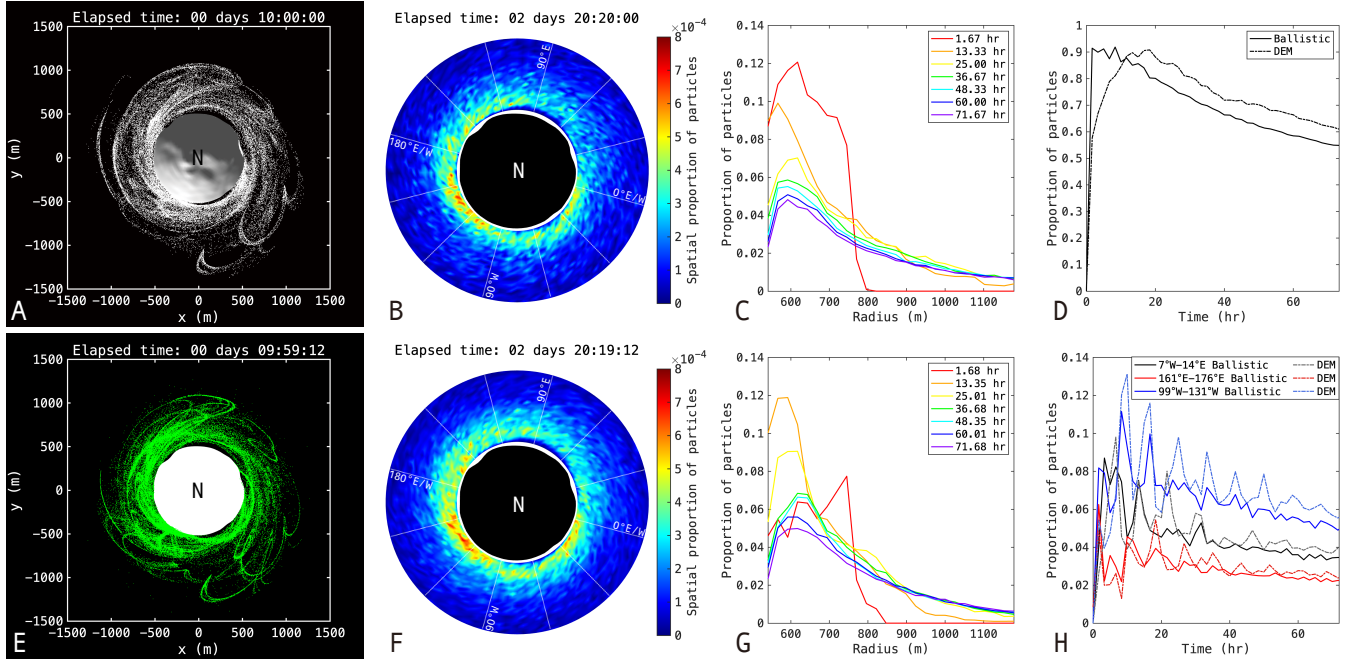 Elapsed time: 00 days 10:00:00
1500
1000
500
0
−500
−1000
−1500
−1500 −1000 −500 0 500 1000 1500
y (m)
x (m)
N
A
Elapsed time: 02 days 20:20:00
90°E
180°E/W
0°E/W
90°W
N
B
×10⁻⁴
8
7
6
5
4
3
2
1
0
Spatial proportion of particles
0.14
0.12
0.1
0.08
0.06
0.04
0.02
0
600 700 800 900 1000 1100
Proportion of particles
Radius (m)
1.67 hr
13.33 hr
25.00 hr
36.67 hr
48.33 hr
60.00 hr
71.67 hr
C
1
0.9
0.8
0.7
0.6
0.5
0.4
0.3
0.2
0.1
0
0 20 40 60
Proportion of particles
Time (hr)
Ballistic
DEM
D
Elapsed time: 00 days 09:59:12
1500
1000
500
0
−500
−1000
−1500
−1500 −1000 −500 0 500 1000 1500
y (m)
x (m)
N
E
Elapsed time: 02 days 20:19:12
90°E
180°E/W
0°E/W
90°W
N
F
×10⁻⁴
8
7
6
5
4
3
2
1
0
Spatial proportion of particles
0.14
0.12
0.1
0.08
0.06
0.04
0.02
0
600 700 800 900 1000 1100
Proportion of particles
Radius (m)
1.68 hr
13.35 hr
25.01 hr
36.68 hr
48.35 hr
60.01 hr
71.68 hr
G
0.14
0.12
0.1
0.08
0.06
0.04
0.02
0
0 20 40 60
Proportion of particles
Time (hr)
7°W−14°E Ballistic DEM
161°E−176°E Ballistic DEM
99°W−131°W Ballistic DEM
H